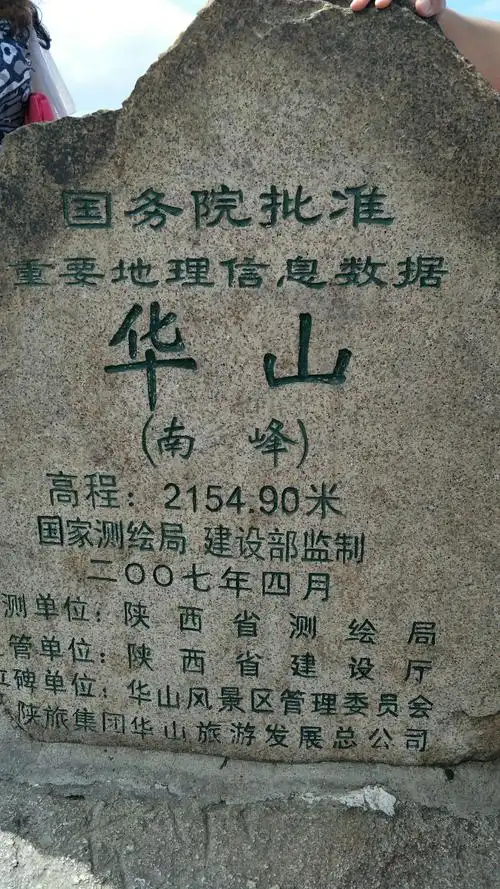 国务院批准
重要地理信息数据
华山
(南峰)
高程：2154.90米
国家测绘局 建设部监制
二〇〇七年四月
测单位：陕西省测绘局
管单位：陕西省建设厅
碑单位：华山风景区管理委员会
陕旅集团华山旅游发展总公司